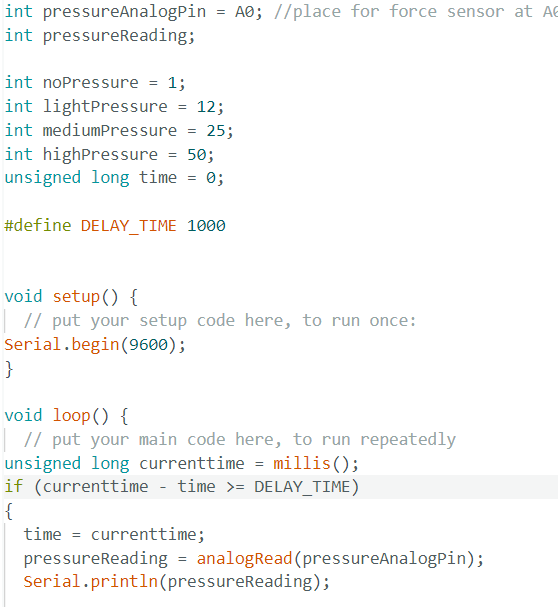 int pressureAnalogPin = A0; //place for force sensor at A0
int pressureReading;
int noPressure = 1;
int lightPressure = 12;
int mediumPressure = 25;
int highPressure = 50;
unsigned long time = 0;
#define DELAY_TIME 1000
void setup() {
// put your setup code here, to run once:
Serial.begin(9600);
}
void loop() {
// put your main code here, to run repeatedly
unsigned long currenttime = millis();
if (currenttime - time >= DELAY_TIME)
{
time = currenttime;
pressureReading = analogRead(pressureAnalogPin);
Serial.println(pressureReading);